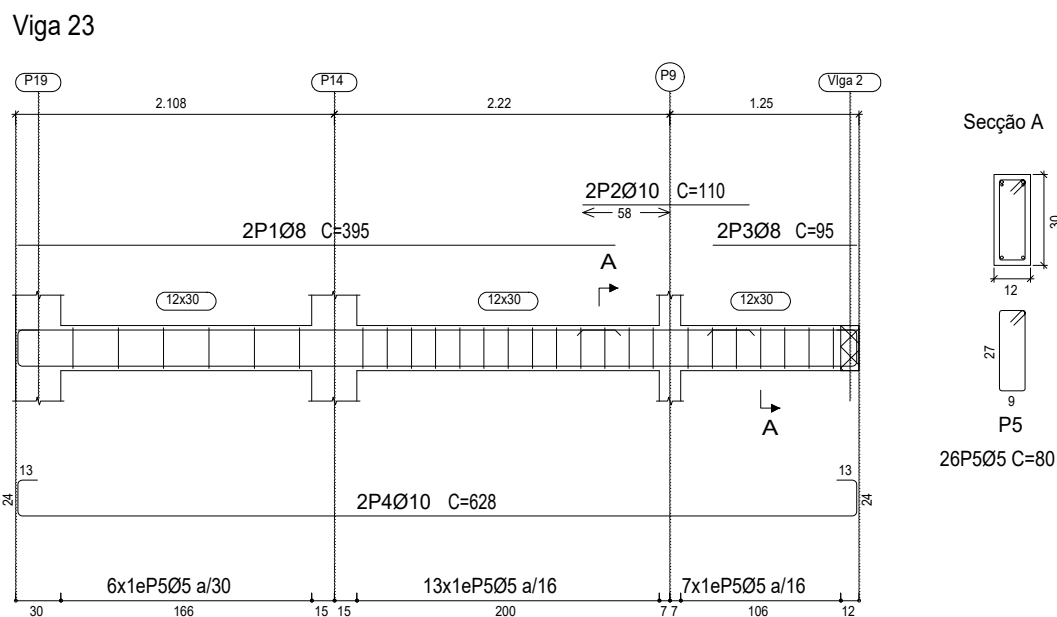 Viga 23
P19
P14
P9
VIga 2
2.108
2.22
1.25
Secção A
2P2Ø10 C=110
58
2P1Ø8 C=395
2P3Ø8 C=95
A
12x30
12x30
12x30
30
12
27
9
A
P5
26P5Ø5 C=80
13
13
24
2P4Ø10 C=628
24
6x1eP5Ø5 a/30
13x1eP5Ø5 a/16
7x1eP5Ø5 a/16
30
166
15
15
200
7
7
106
12